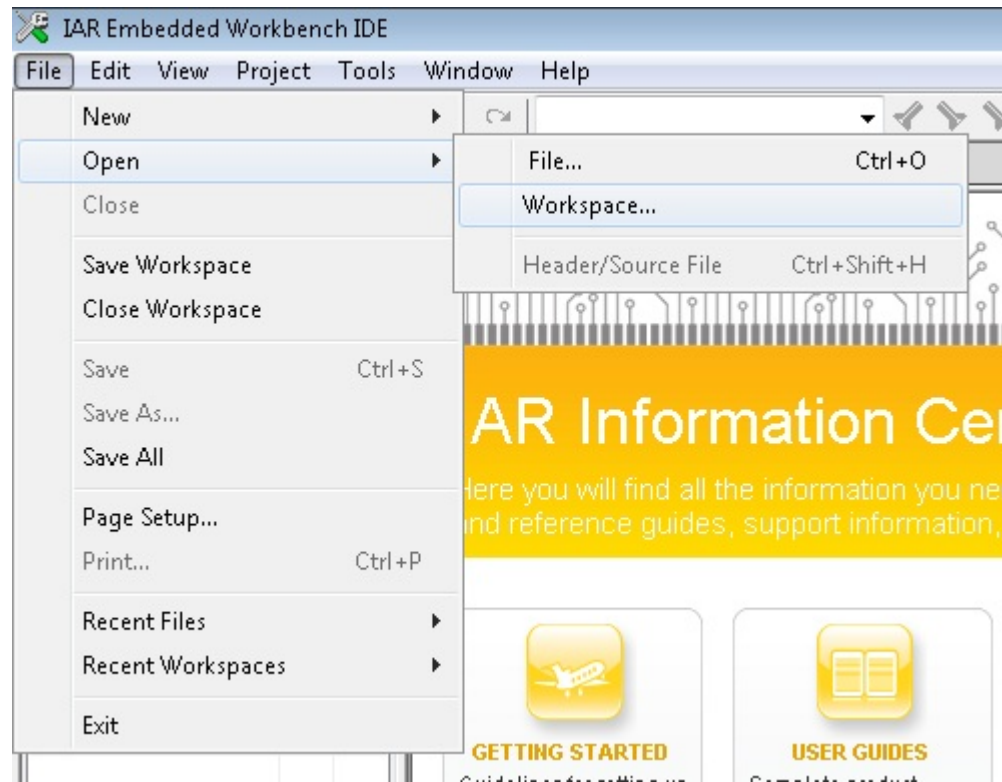 IAR Embedded Workbench IDE
File Edit View Project Tools Window Help
New
Open
Close
Save Workspace
Close Workspace
Save Ctrl+S
Save As...
Save All
Page Setup...
Print... Ctrl+P
Recent Files
Recent Workspaces
Exit
File... Ctrl+O
Workspace...
Header/Source File Ctrl+Shift+H
AR Information Ce
Here you will find all the information you ne
and reference guides, support information,
GETTING STARTED
USER GUIDES